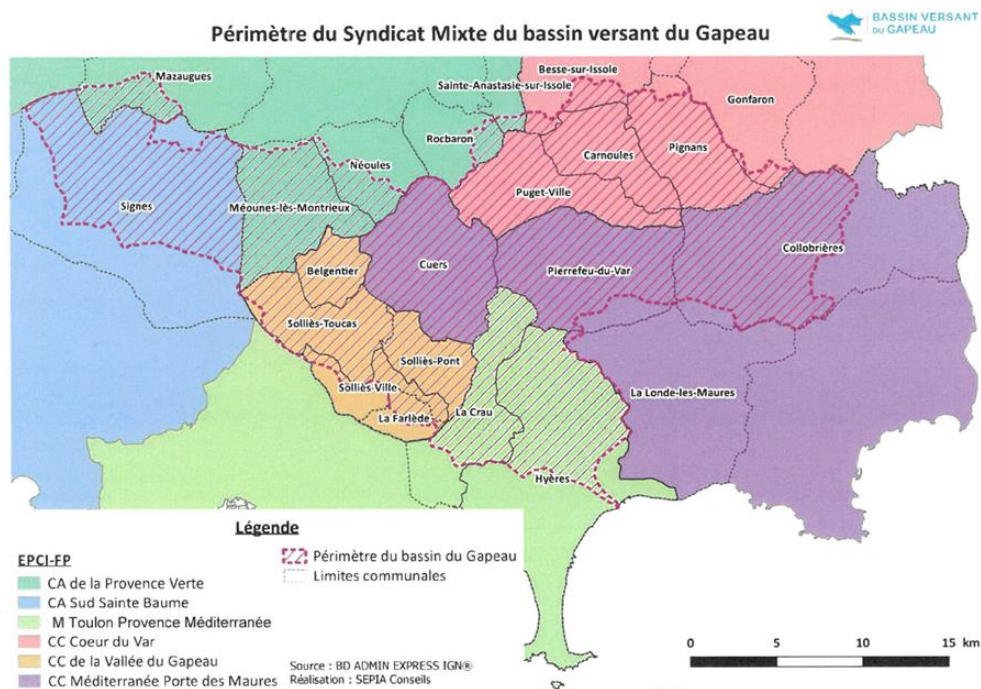 Périmètre du Syndicat Mixte du bassin versant du Gapeau
BASSIN VERSANT
DU GAPEAU
Mazaugues
Besse-sur-Issole
Sainte-Anastasie-sur-Issole
Gonfaron
Rocbaron
Néoules
Carnoules
Pignans
Puget-Ville
Signes
Méounes-lès-Montrieux
Collobrières
Belgentier
Cuers
Pierrefeu-du-Var
Solliès-Toucas
Solliès-Pont
Solliès-Ville
La Londe-les-Maures
La Farlède
La Crau
Hyères
Légende
EPCI-FP
CA de la Provence Verte
CA Sud Sainte Baume
M Toulon Provence Méditerranée
CC Coeur du Var
CC de la Vallée du Gapeau
CC Méditerranée Porte des Maures
Périmètre du bassin du Gapeau
Limites communales
Source : BD ADMIN EXPRESS IGN®
Réalisation : SEPIA Conseils
0 5 10 15 km